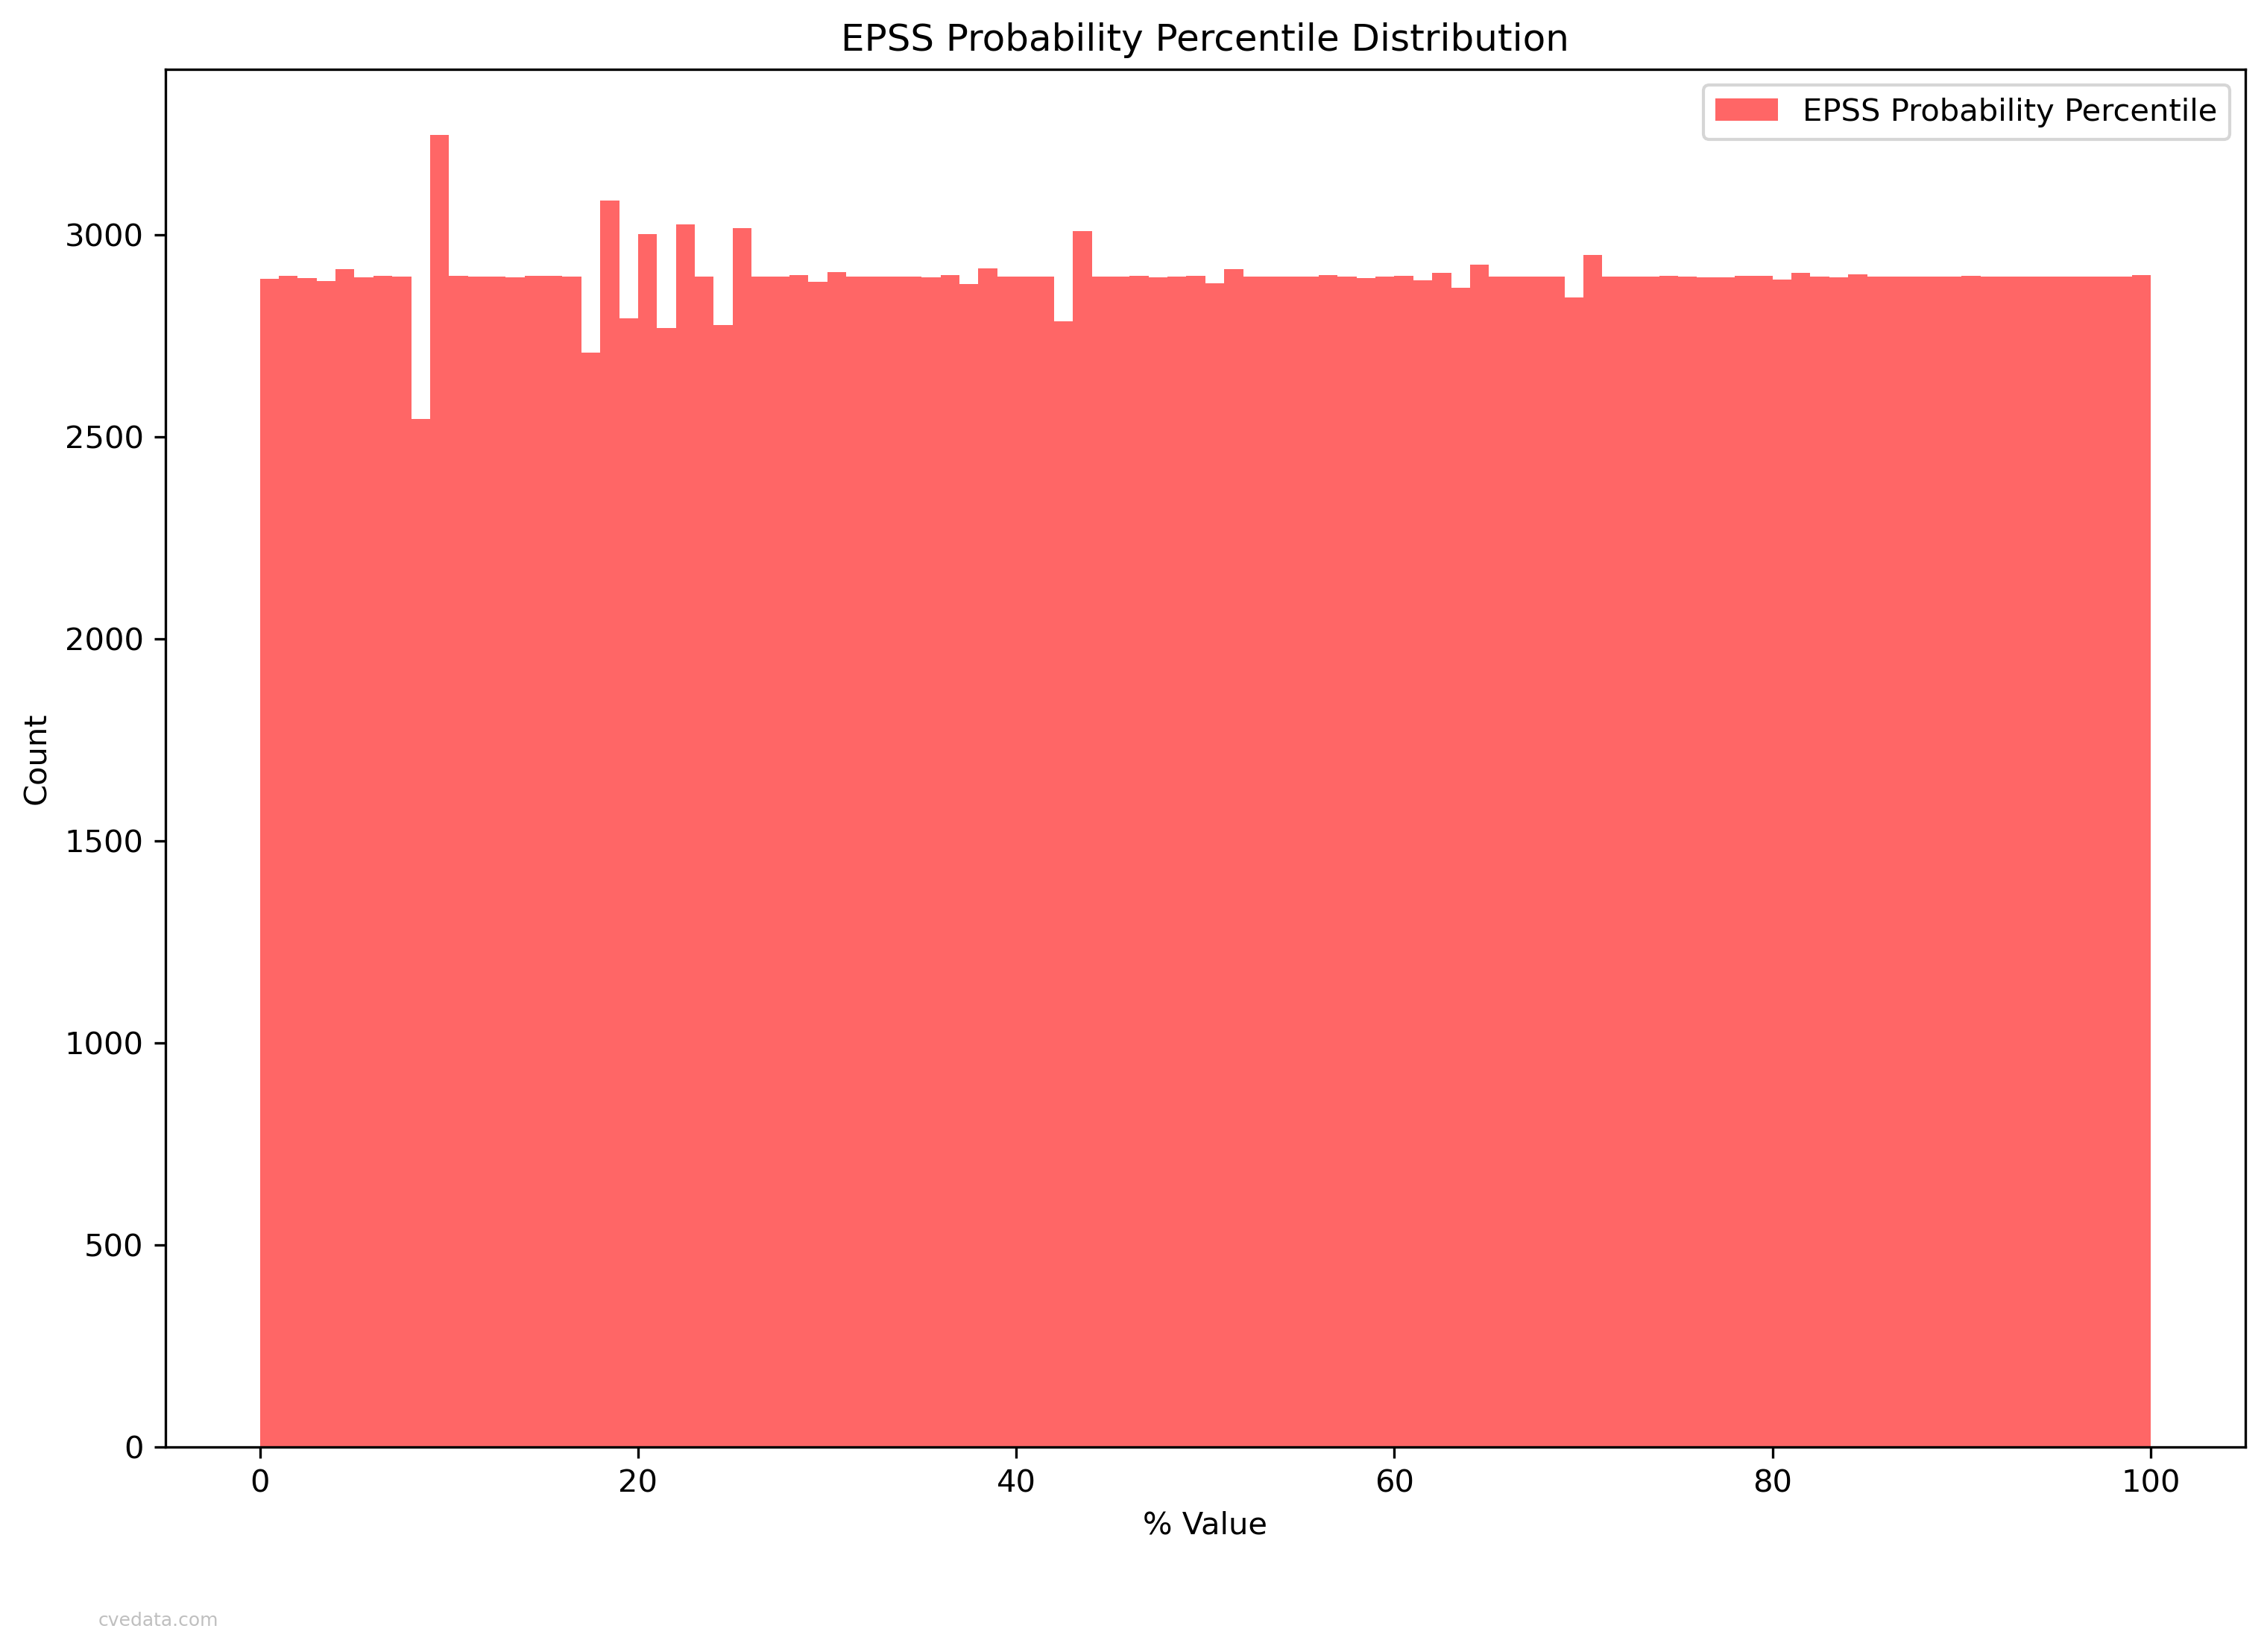 EPSS Probability Percentile Distribution
EPSS Probability Percentile
3000
2500
2000
1500
1000
500
0
Count
0 20 40 60 80 100
% Value
cvedata.com